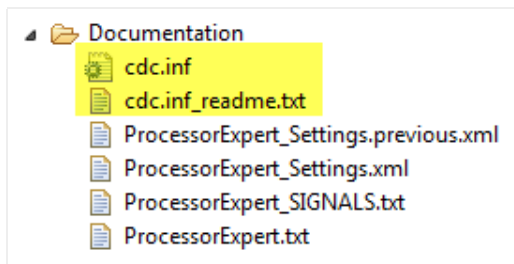 Documentation
cdc.inf
cdc.inf_readme.txt
ProcessorExpert_Settings.previous.xml
ProcessorExpert_Settings.xml
ProcessorExpert_SIGNALS.txt
ProcessorExpert.txt